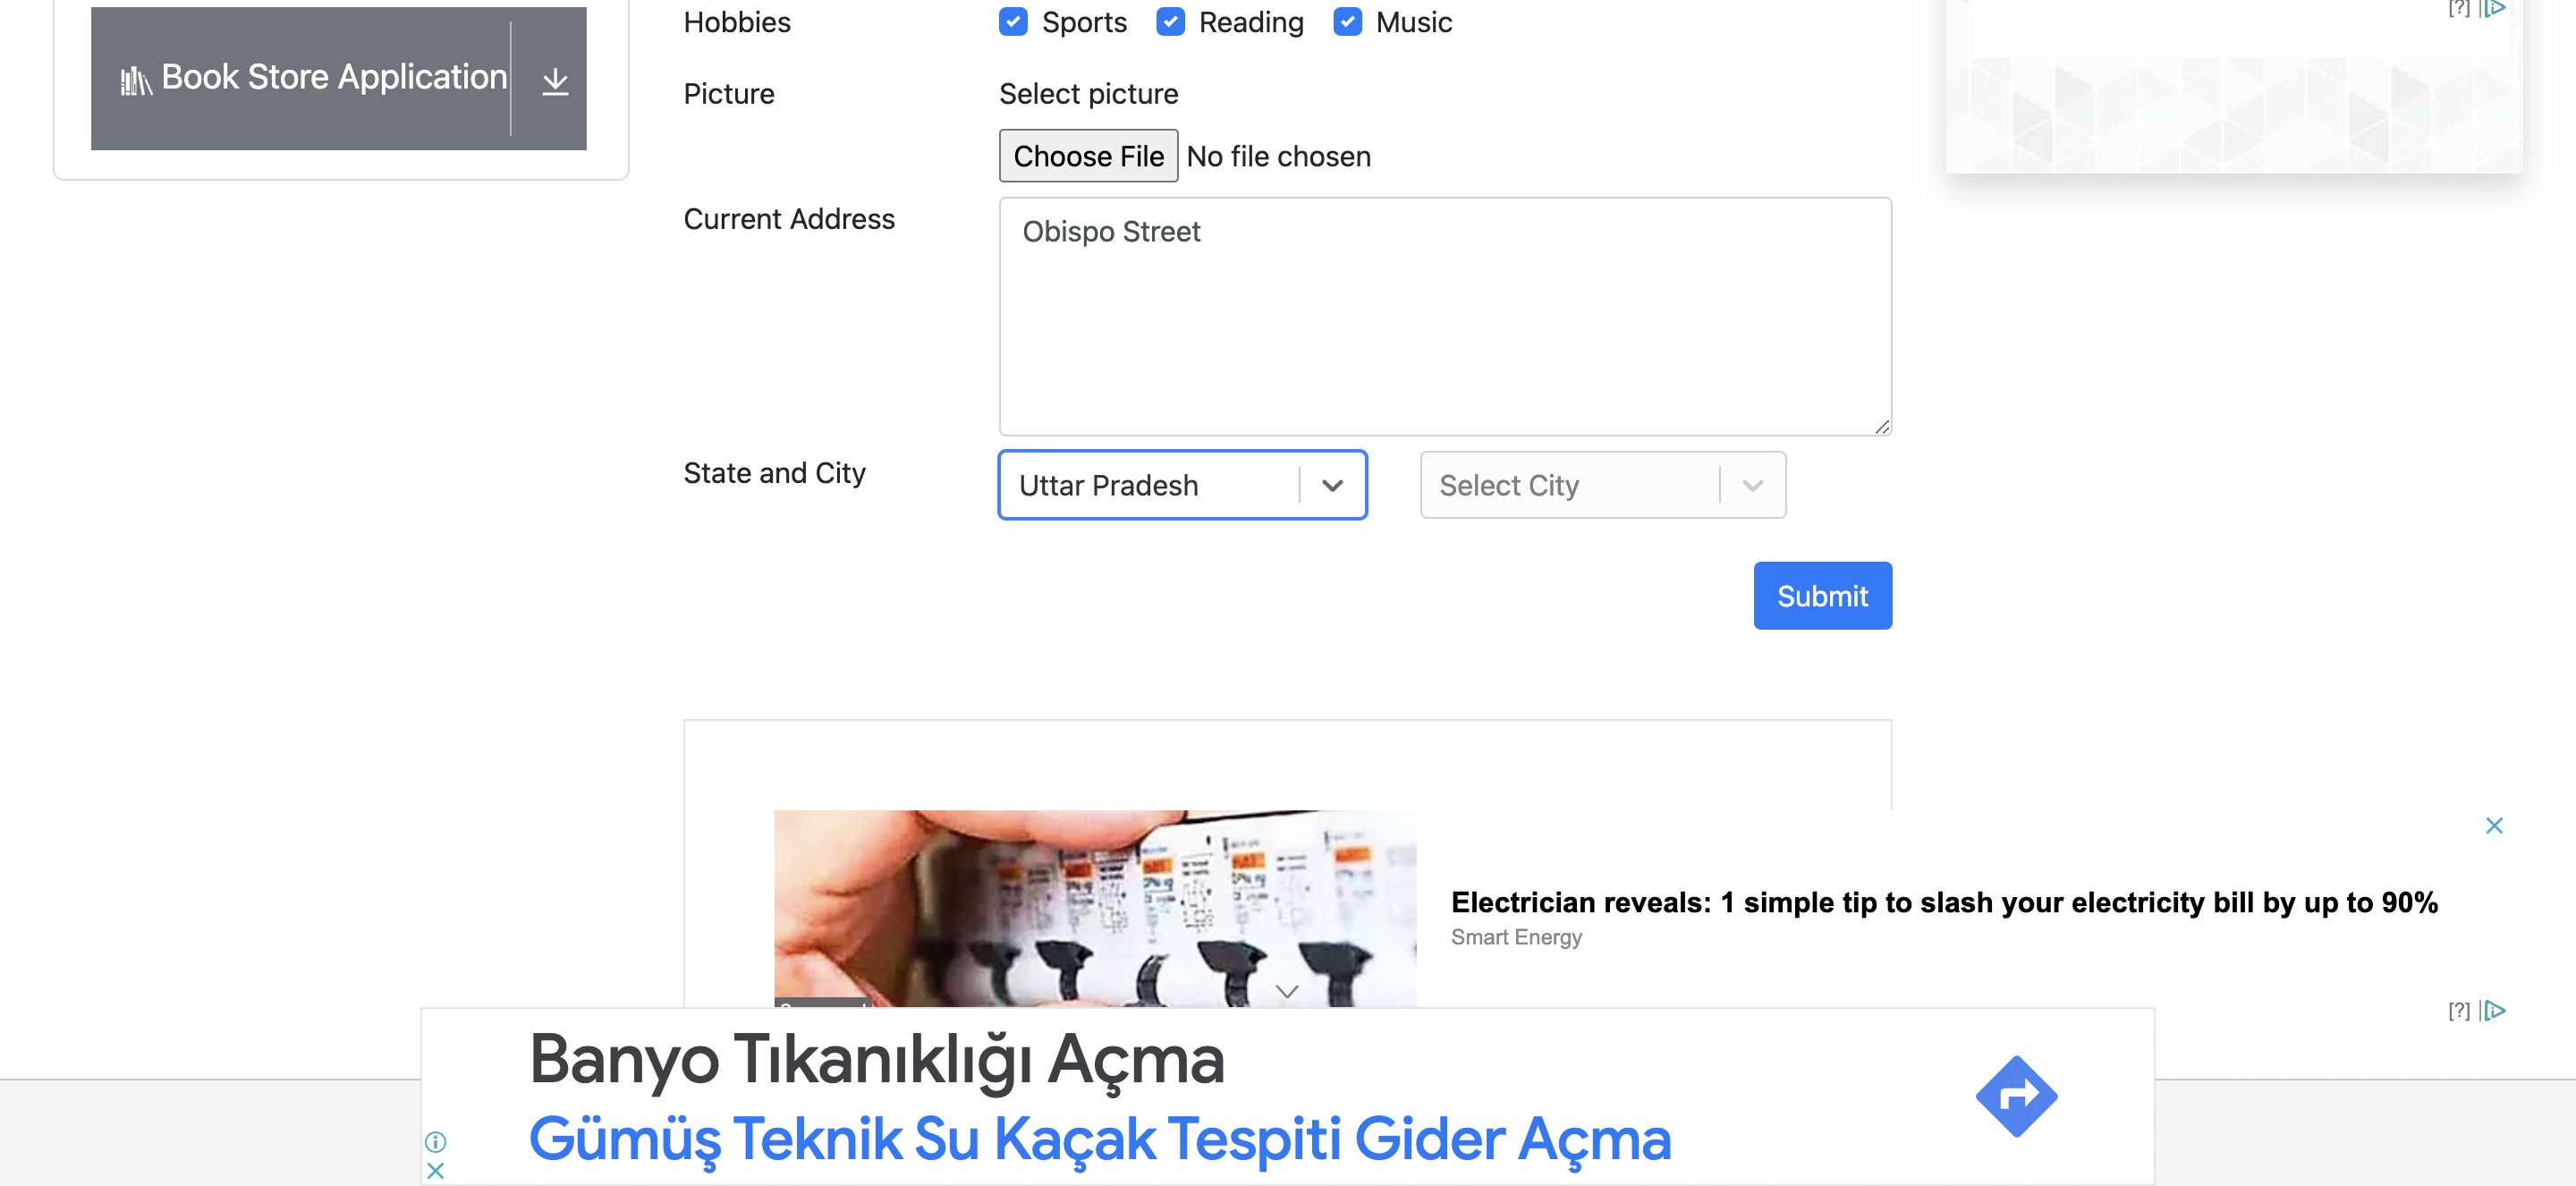 Book Store Application
Hobbies
Sports
Reading
Music
Picture
Select picture
Choose File
No file chosen
Current Address
Obispo Street
State and City
Uttar Pradesh
Select City
Submit
[?]
Electrician reveals: 1 simple tip to slash your electricity bill by up to 90%
Smart Energy
[?]
Banyo Tıkanıklığı Açma
Gümüş Teknik Su Kaçak Tespiti Gider Açma